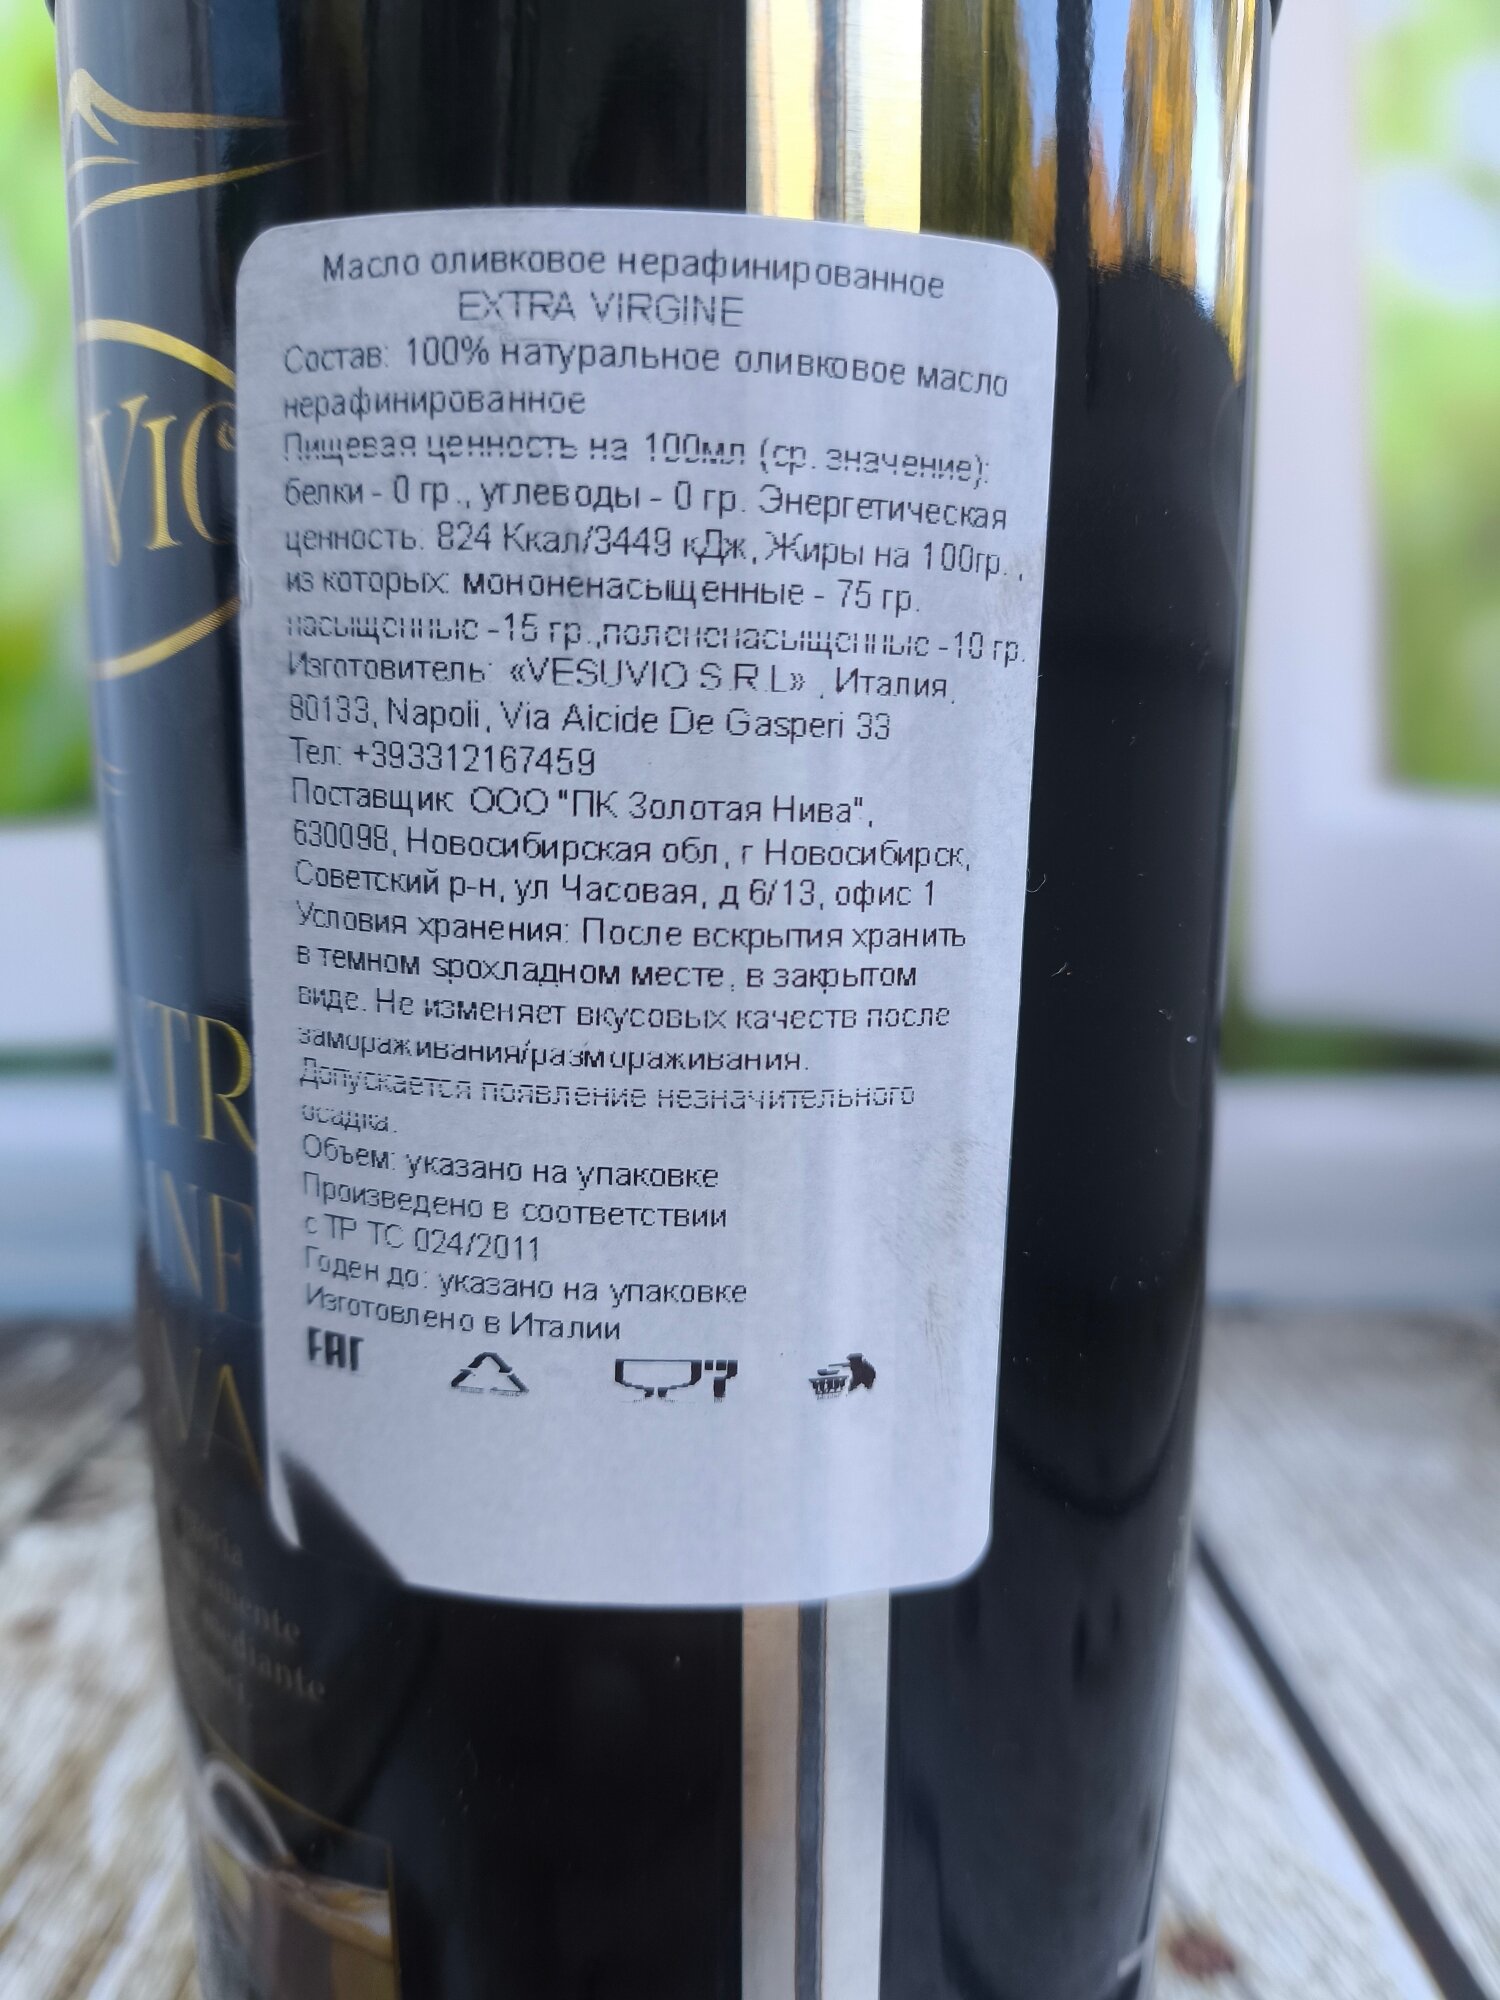 Масло оливковое нерафинированное
EXTRA VIRGINE
Состав: 100% натуральное оливковое масло
нерафинированное
Пищевая ценность на 100мл (ср. значение):
белки - 0 гр., углеводы - 0 гр. Энергетическая
ценность: 824 Ккал/3449 кДж, Жиры на 100гр.,
из которых: мононенасыщенные - 75 гр.
насыщенные -15 гр.,полененасыщенные -10 гр.
Изготовитель: «VESUVIO S.R.L» , Италия,
80133, Napoli, Via Alcide De Gasperi 33
Тел: +393312167459
Поставщик: ООО "ПК Золотая Нива",
630098, Новосибирская обл, г Новосибирск,
Советский р-н, ул Часовая, д 6/13, офис 1
Условия хранения: После вскрытия хранить
в темном sрохладном месте, в закрытом
виде. Не изменяет вкусовых качеств после
замораживания/размораживания.
Допускается появление незначительного
осадка.
Объем: указано на упаковке
Произведено в соответствии
с ТР ТС 024/2011
Годен до: указано на упаковке
Изготовлено в Италии
EAC